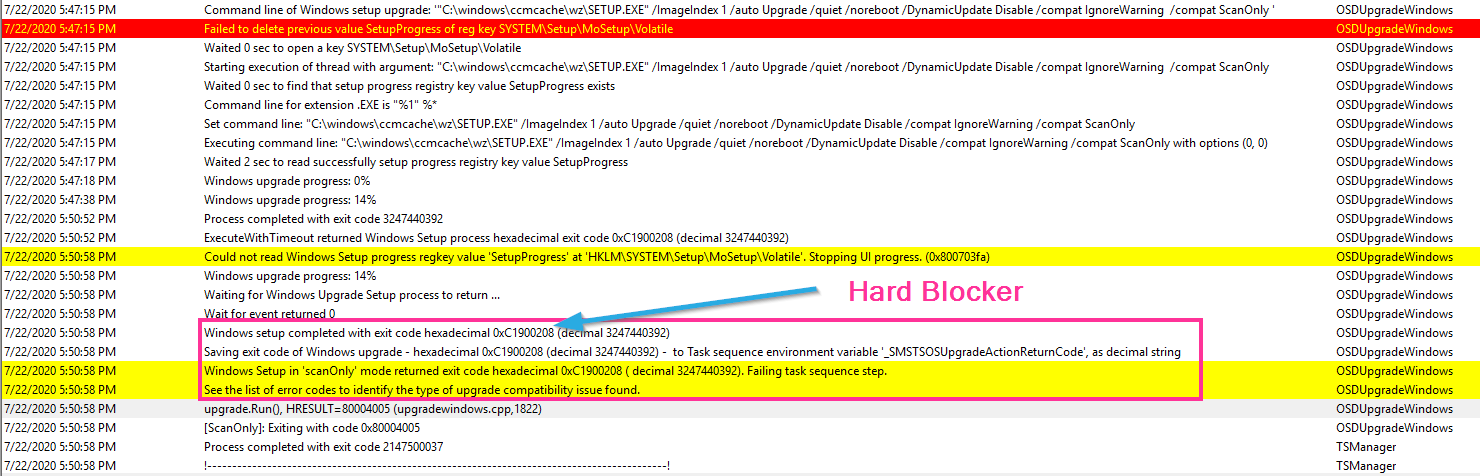 7/22/2020 5:47:15 PM Command line of Windows setup upgrade: '"C:\windows\ccmcache\wz\SETUP.EXE" /ImageIndex 1 /auto Upgrade /quiet /noreboot /DynamicUpdate Disable /compat IgnoreWarning  /compat ScanOnly ' OSDUpgradeWindows
7/22/2020 5:47:15 PM Failed to delete previous value SetupProgress of reg key SYSTEM\Setup\MoSetup\Volatile OSDUpgradeWindows
7/22/2020 5:47:15 PM Waited 0 sec to open a key SYSTEM\Setup\MoSetup\Volatile OSDUpgradeWindows
7/22/2020 5:47:15 PM Starting execution of thread with argument: "C:\windows\ccmcache\wz\SETUP.EXE" /ImageIndex 1 /auto Upgrade /quiet /noreboot /DynamicUpdate Disable /compat IgnoreWarning  /compat ScanOnly OSDUpgradeWindows
7/22/2020 5:47:15 PM Waited 0 sec to find that setup progress registry key value SetupProgress exists OSDUpgradeWindows
7/22/2020 5:47:15 PM Command line for extension .EXE is "%1" %* OSDUpgradeWindows
7/22/2020 5:47:15 PM Set command line: "C:\windows\ccmcache\wz\SETUP.EXE" /ImageIndex 1 /auto Upgrade /quiet /noreboot /DynamicUpdate Disable /compat IgnoreWarning /compat ScanOnly OSDUpgradeWindows
7/22/2020 5:47:15 PM Executing command line: "C:\windows\ccmcache\wz\SETUP.EXE" /ImageIndex 1 /auto Upgrade /quiet /noreboot /DynamicUpdate Disable /compat IgnoreWarning /compat ScanOnly with options (0, 0) OSDUpgradeWindows
7/22/2020 5:47:17 PM Waited 2 sec to read successfully setup progress registry key value SetupProgress OSDUpgradeWindows
7/22/2020 5:47:18 PM Windows upgrade progress: 0% OSDUpgradeWindows
7/22/2020 5:47:38 PM Windows upgrade progress: 14% OSDUpgradeWindows
7/22/2020 5:50:52 PM Process completed with exit code 3247440392 OSDUpgradeWindows
7/22/2020 5:50:52 PM ExecuteWithTimeout returned Windows Setup process hexadecimal exit code 0xC1900208 (decimal 3247440392) OSDUpgradeWindows
7/22/2020 5:50:58 PM Could not read Windows Setup progress regkey value 'SetupProgress' at 'HKLM\SYSTEM\Setup\MoSetup\Volatile'. Stopping UI progress. (0x800703fa) OSDUpgradeWindows
7/22/2020 5:50:58 PM Windows upgrade progress: 14% OSDUpgradeWindows
7/22/2020 5:50:58 PM Waiting for Windows Upgrade Setup process to return ... OSDUpgradeWindows
Hard Blocker
7/22/2020 5:50:58 PM Wait for event returned 0 OSDUpgradeWindows
7/22/2020 5:50:58 PM Windows setup completed with exit code hexadecimal 0xC1900208 (decimal 3247440392) OSDUpgradeWindows
7/22/2020 5:50:58 PM Saving exit code of Windows upgrade - hexadecimal 0xC1900208 (decimal 3247440392) -  to Task sequence environment variable '_SMSTSOSUpgradeActionReturnCode', as decimal string OSDUpgradeWindows
7/22/2020 5:50:58 PM Windows Setup in 'scanOnly' mode returned exit code hexadecimal 0xC1900208 ( decimal 3247440392). Failing task sequence step. OSDUpgradeWindows
7/22/2020 5:50:58 PM See the list of error codes to identify the type of upgrade compatibility issue found. OSDUpgradeWindows
7/22/2020 5:50:58 PM upgrade.Run(), HRESULT=80004005 (upgradewindows.cpp,1822) OSDUpgradeWindows
7/22/2020 5:50:58 PM [ScanOnly]: Exiting with code 0x80004005 OSDUpgradeWindows
7/22/2020 5:50:58 PM Process completed with exit code 2147500037 TSManager
7/22/2020 5:50:58 PM !--------------------------------------------------------------------------------------------! TSManager